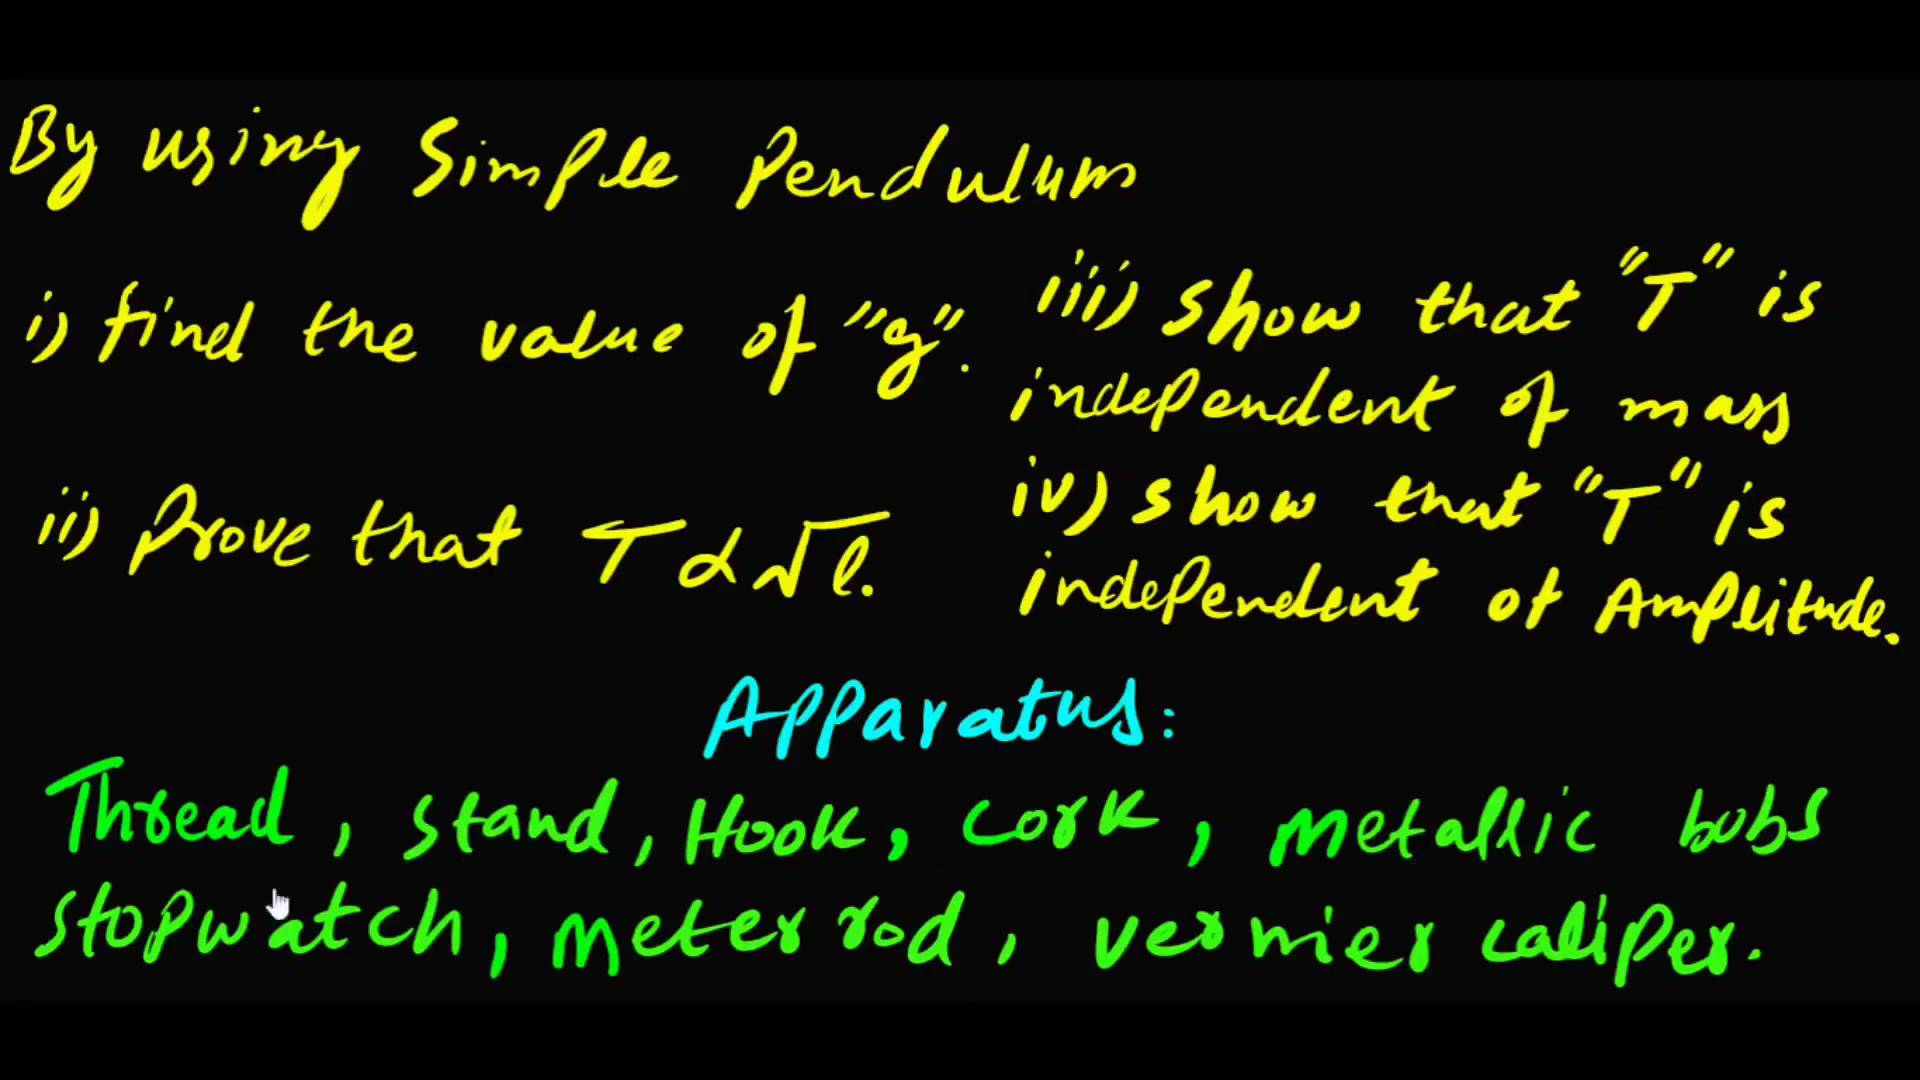 By using Simple Pendulum
i) find the value of "g".
ii) Prove that T α √l.
iii) Show that "T" is
independent of mass
iv) Show that "T" is
independent of Amplitude.
Apparatus:
Thread, Stand, Hook, Cork, Metallic bobs
Stopwatch, Meter rod, vernier caliper.